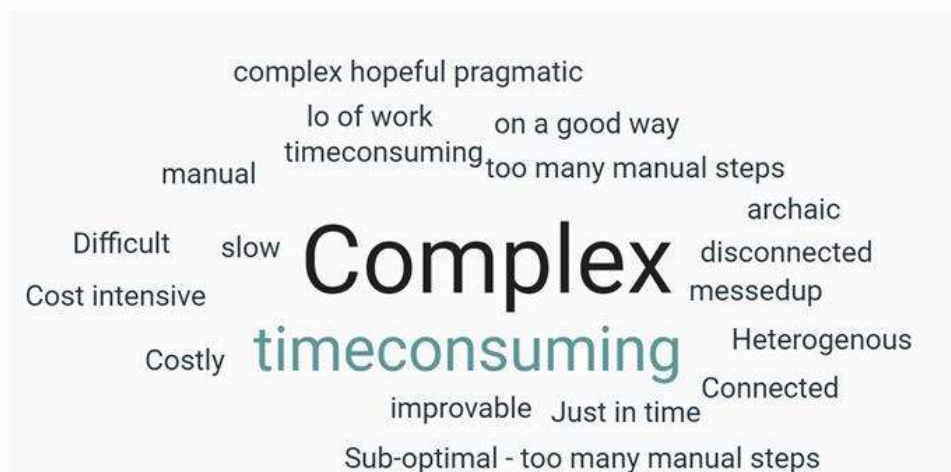 complex hopeful pragmatic
lo of work
on a good way
timeconsuming
too many manual steps
manual
archaic
Difficult
slow
Complex
disconnected
Cost intensive
messedup
Heterogenous
timeconsuming
Costly
Connected
improvable
Just in time
Sub-optimal - too many manual steps